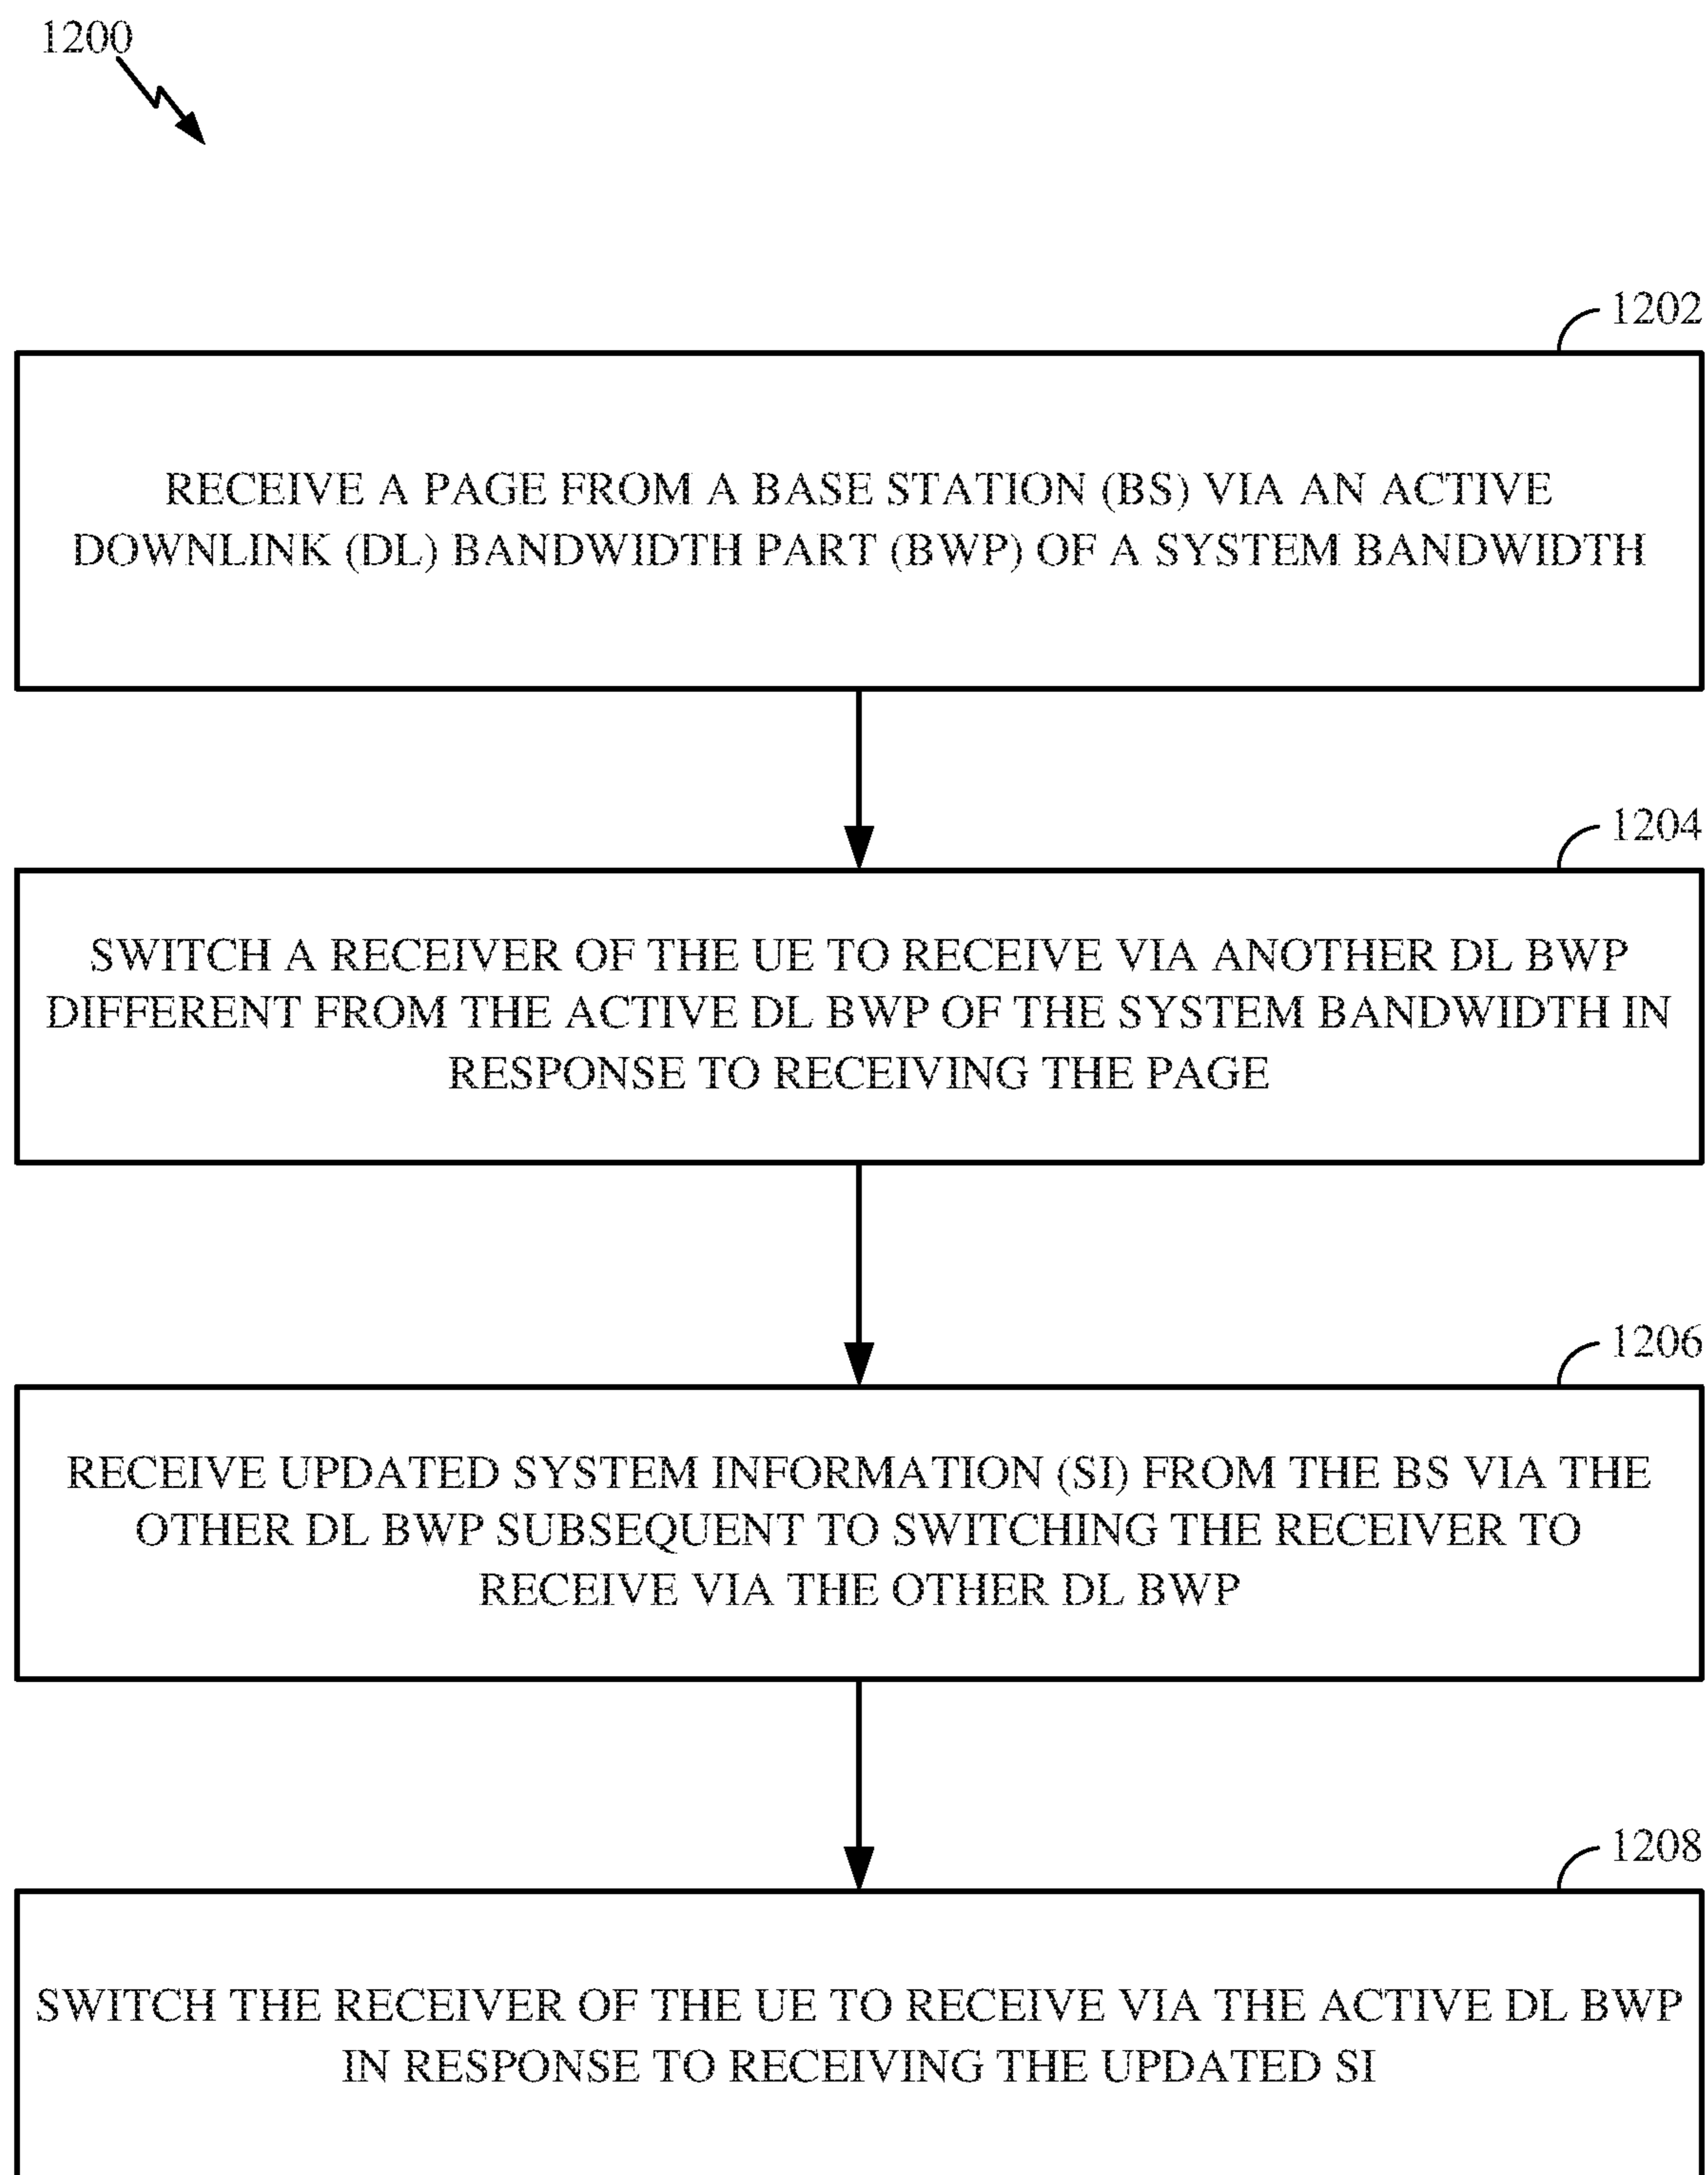 1200
1202
RECEIVE A PAGE FROM A BASE STATION (BS) VIA AN ACTIVE
DOWNLINK (DL) BANDWIDTH PART (BWP) OF A SYSTEM BANDWIDTH
1204
SWITCH A RECEIVER OF THE UE TO RECEIVE VIA ANOTHER DL BWP
DIFFERENT FROM THE ACTIVE DL BWP OF THE SYSTEM BANDWIDTH IN
RESPONSE TO RECEIVING THE PAGE
1206
RECEIVE UPDATED SYSTEM INFORMATION (SI) FROM THE BS VIA THE
OTHER DL BWP SUBSEQUENT TO SWITCHING THE RECEIVER TO
RECEIVE VIA THE OTHER DL BWP
1208
SWITCH THE RECEIVER OF THE UE TO RECEIVE VIA THE ACTIVE DL BWP
IN RESPONSE TO RECEIVING THE UPDATED SI